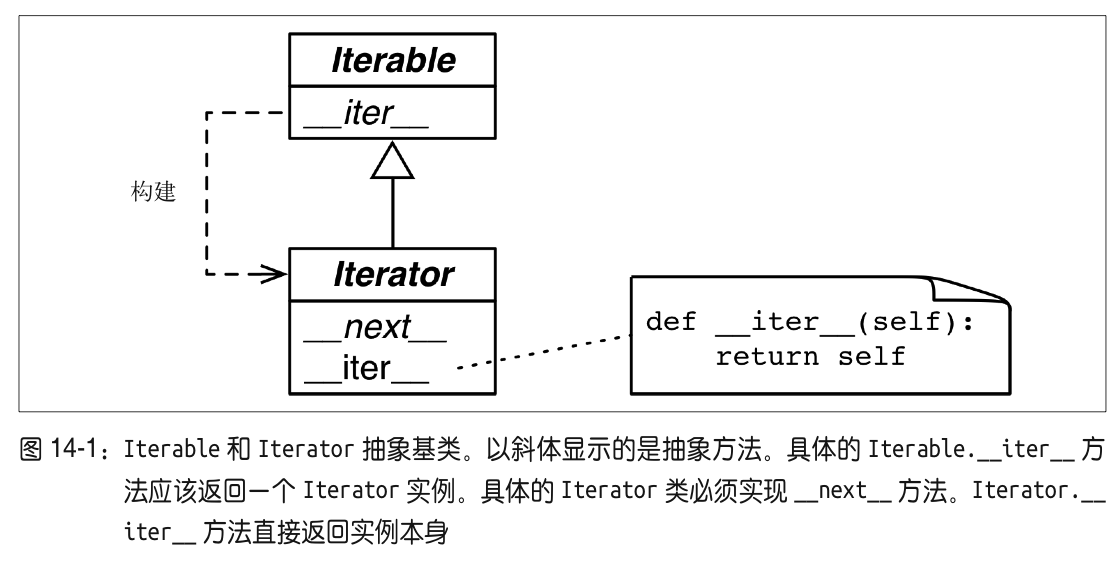 Iterable
__iter__
构建
Iterator
__next__
__iter__
def __iter__(self):
    return self
图 14-1：Iterable 和 Iterator 抽象基类。以斜体显示的是抽象方法。具体的 Iterable.__iter__ 方
法应该返回一个 Iterator 实例。具体的 Iterator 类必须实现 __next__ 方法。Iterator.__
iter__ 方法直接返回实例本身